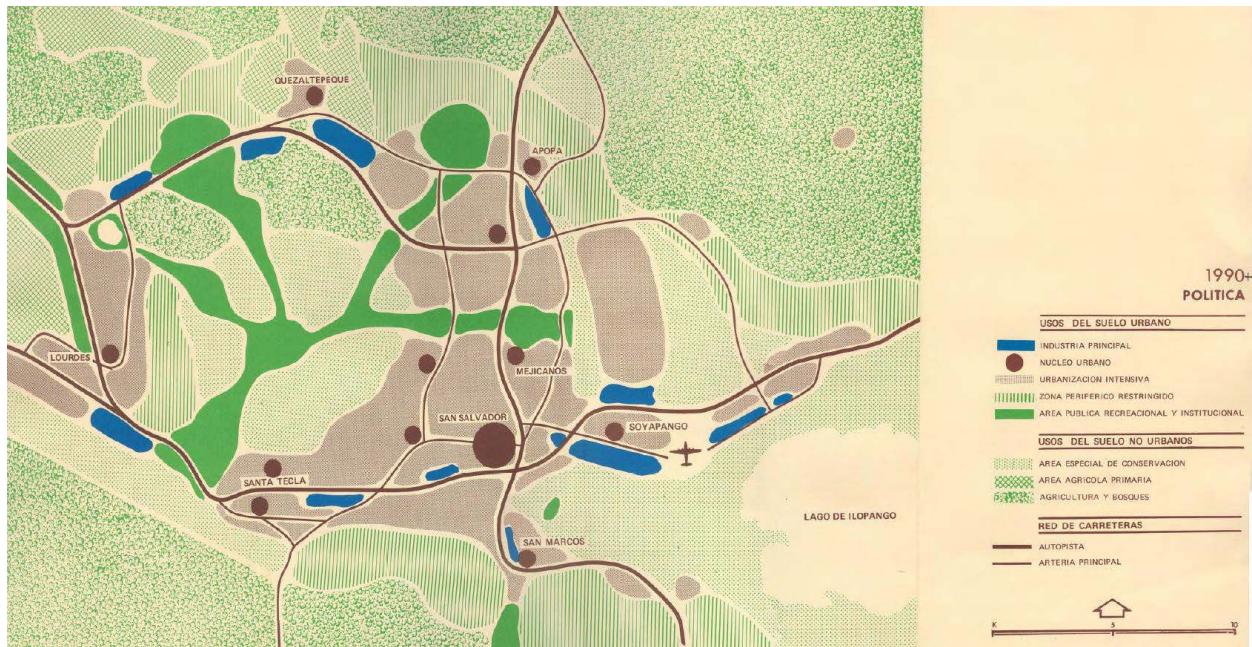 QUEZALTEPEQUE
APOPA
LOURDES
MEJICANOS
SAN SALVADOR
SOYAPANGO
SANTA TECLA
SAN MARCOS
LAGO DE ILOPANGO
1990+
POLITICA
USOS DEL SUELO URBANO
INDUSTRIA PRINCIPAL
NUCLEO URBANO
URBANIZACION INTENSIVA
ZONA PERIFERICO RESTRINGIDO
AREA PUBLICA RECREACIONAL Y INSTITUCIONAL
USOS DEL SUELO NO URBANOS
AREA ESPECIAL DE CONSERVACION
AREA AGRICOLA PRIMARIA
AGRICULTURA Y BOSQUES
RED DE CARRETERAS
AUTOPISTA
ARTERIA PRINCIPAL
K 5 10